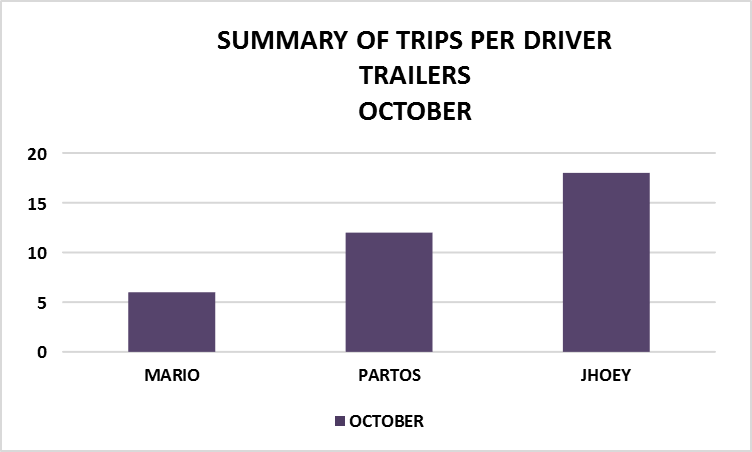 SUMMARY OF TRIPS PER DRIVER
TRAILERS
OCTOBER
20
15
10
5
0
MARIO PARTOS JHOEY
OCTOBER